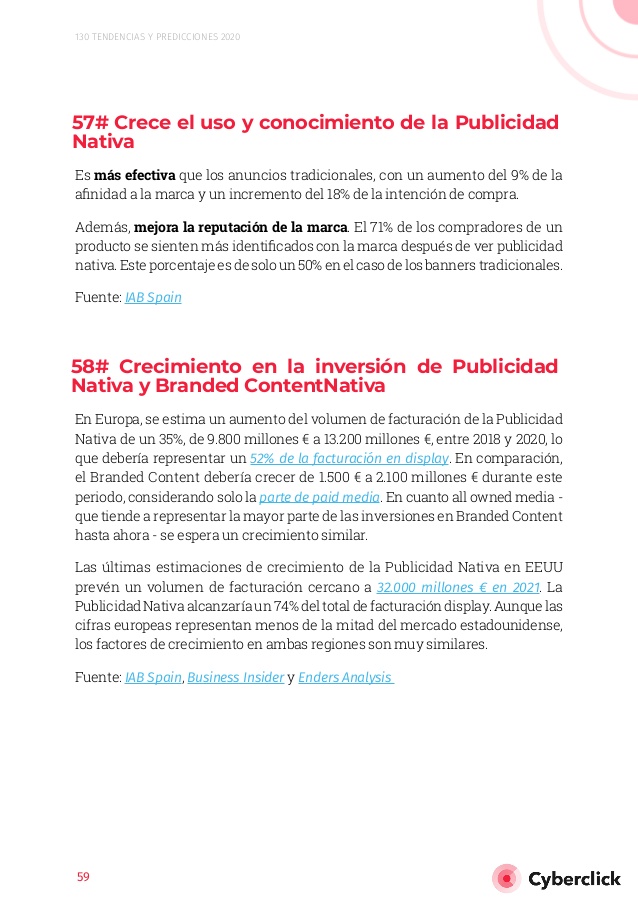 130 TENDENCIAS Y PREDICCIONES 2020
57# Crece el uso y conocimiento de la Publicidad
Nativa
Es más efectiva que los anuncios tradicionales, con un aumento del 9% de la
afinidad a la marca y un incremento del 18% de la intención de compra.
Además, mejora la reputación de la marca. El 71% de los compradores de un
producto se sienten más identificados con la marca después de ver publicidad
nativa. Este porcentaje es de solo un 50% en el caso de los banners tradicionales.
Fuente: IAB Spain
58# Crecimiento en la inversión de Publicidad
Nativa y Branded ContentNativa
En Europa, se estima un aumento del volumen de facturación de la Publicidad
Nativa de un 35%, de 9.800 millones € a 13.200 millones €, entre 2018 y 2020, lo
que debería representar un 52% de la facturación en display. En comparación,
el Branded Content debería crecer de 1.500 € a 2.100 millones € durante este
periodo, considerando solo la parte de paid media. En cuanto all owned media -
que tiende a representar la mayor parte de las inversiones en Branded Content
hasta ahora - se espera un crecimiento similar.
Las últimas estimaciones de crecimiento de la Publicidad Nativa en EEUU
prevén un volumen de facturación cercano a 32.000 millones € en 2021. La
Publicidad Nativa alcanzaría un 74% del total de facturación display. Aunque las
cifras europeas representan menos de la mitad del mercado estadounidense,
los factores de crecimiento en ambas regiones son muy similares.
Fuente: IAB Spain, Business Insider y Enders Analysis
59
Cyberclick